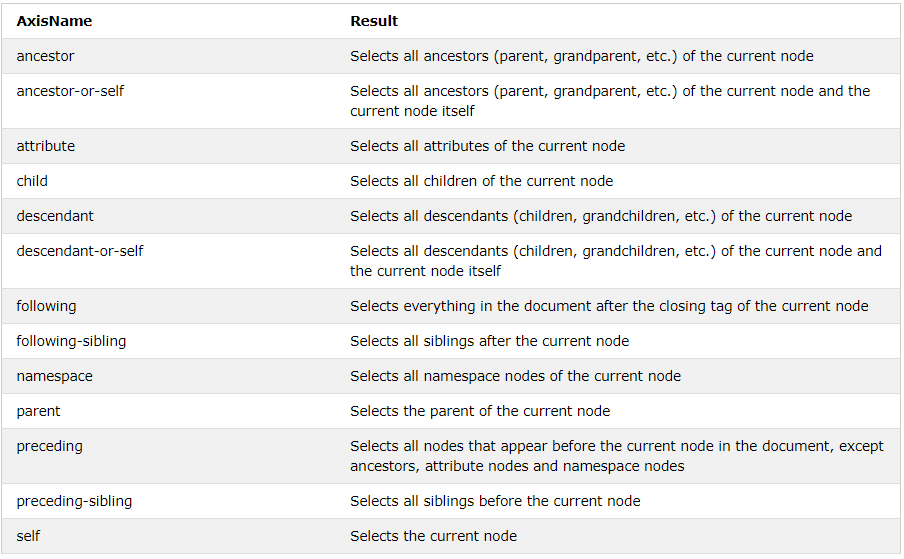 AxisName Result
ancestor Selects all ancestors (parent, grandparent, etc.) of the current node
ancestor-or-self Selects all ancestors (parent, grandparent, etc.) of the current node and the
current node itself
attribute Selects all attributes of the current node
child Selects all children of the current node
descendant Selects all descendants (children, grandchildren, etc.) of the current node
descendant-or-self Selects all descendants (children, grandchildren, etc.) of the current node and
the current node itself
following Selects everything in the document after the closing tag of the current node
following-sibling Selects all siblings after the current node
namespace Selects all namespace nodes of the current node
parent Selects the parent of the current node
preceding Selects all nodes that appear before the current node in the document, except
ancestors, attribute nodes and namespace nodes
preceding-sibling Selects all siblings before the current node
self Selects the current node